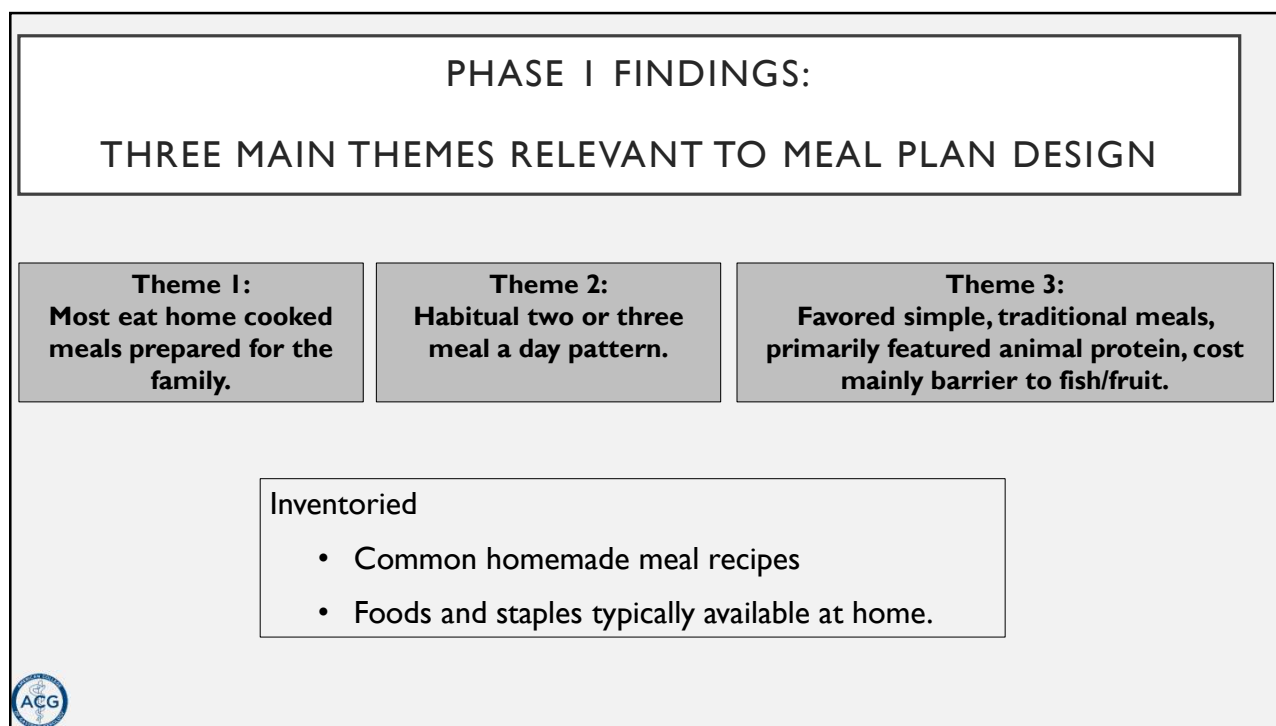 PHASE I FINDINGS:
THREE MAIN THEMES RELEVANT TO MEAL PLAN DESIGN
Theme 1:
Most eat home cooked
meals prepared for the
family.
Theme 2:
Habitual two or three
meal a day pattern.
Theme 3:
Favored simple, traditional meals,
primarily featured animal protein, cost
mainly barrier to fish/fruit.
Inventoried
• Common homemade meal recipes
• Foods and staples typically available at home.
AMERICAN COLLEGE
ACG